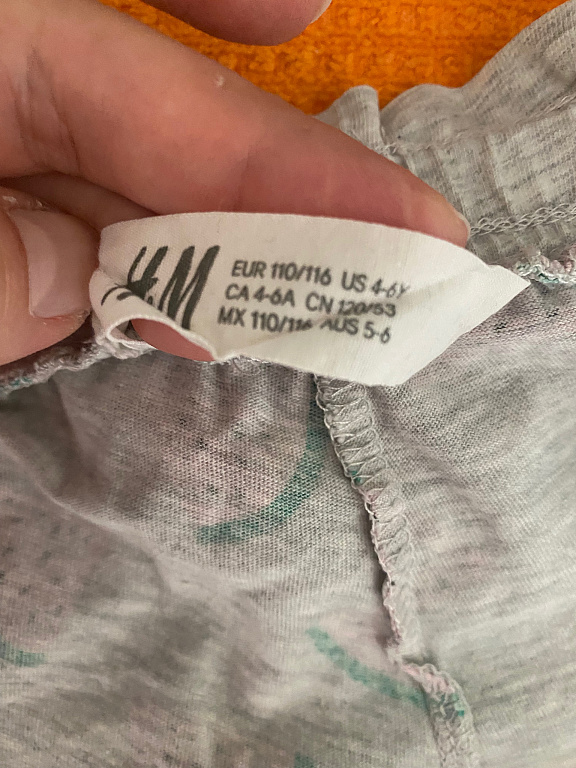 H&M
EUR 110/116 US 4-6Y
CA 4-6A CN 120/53
MX 110/116 AUS 5-6